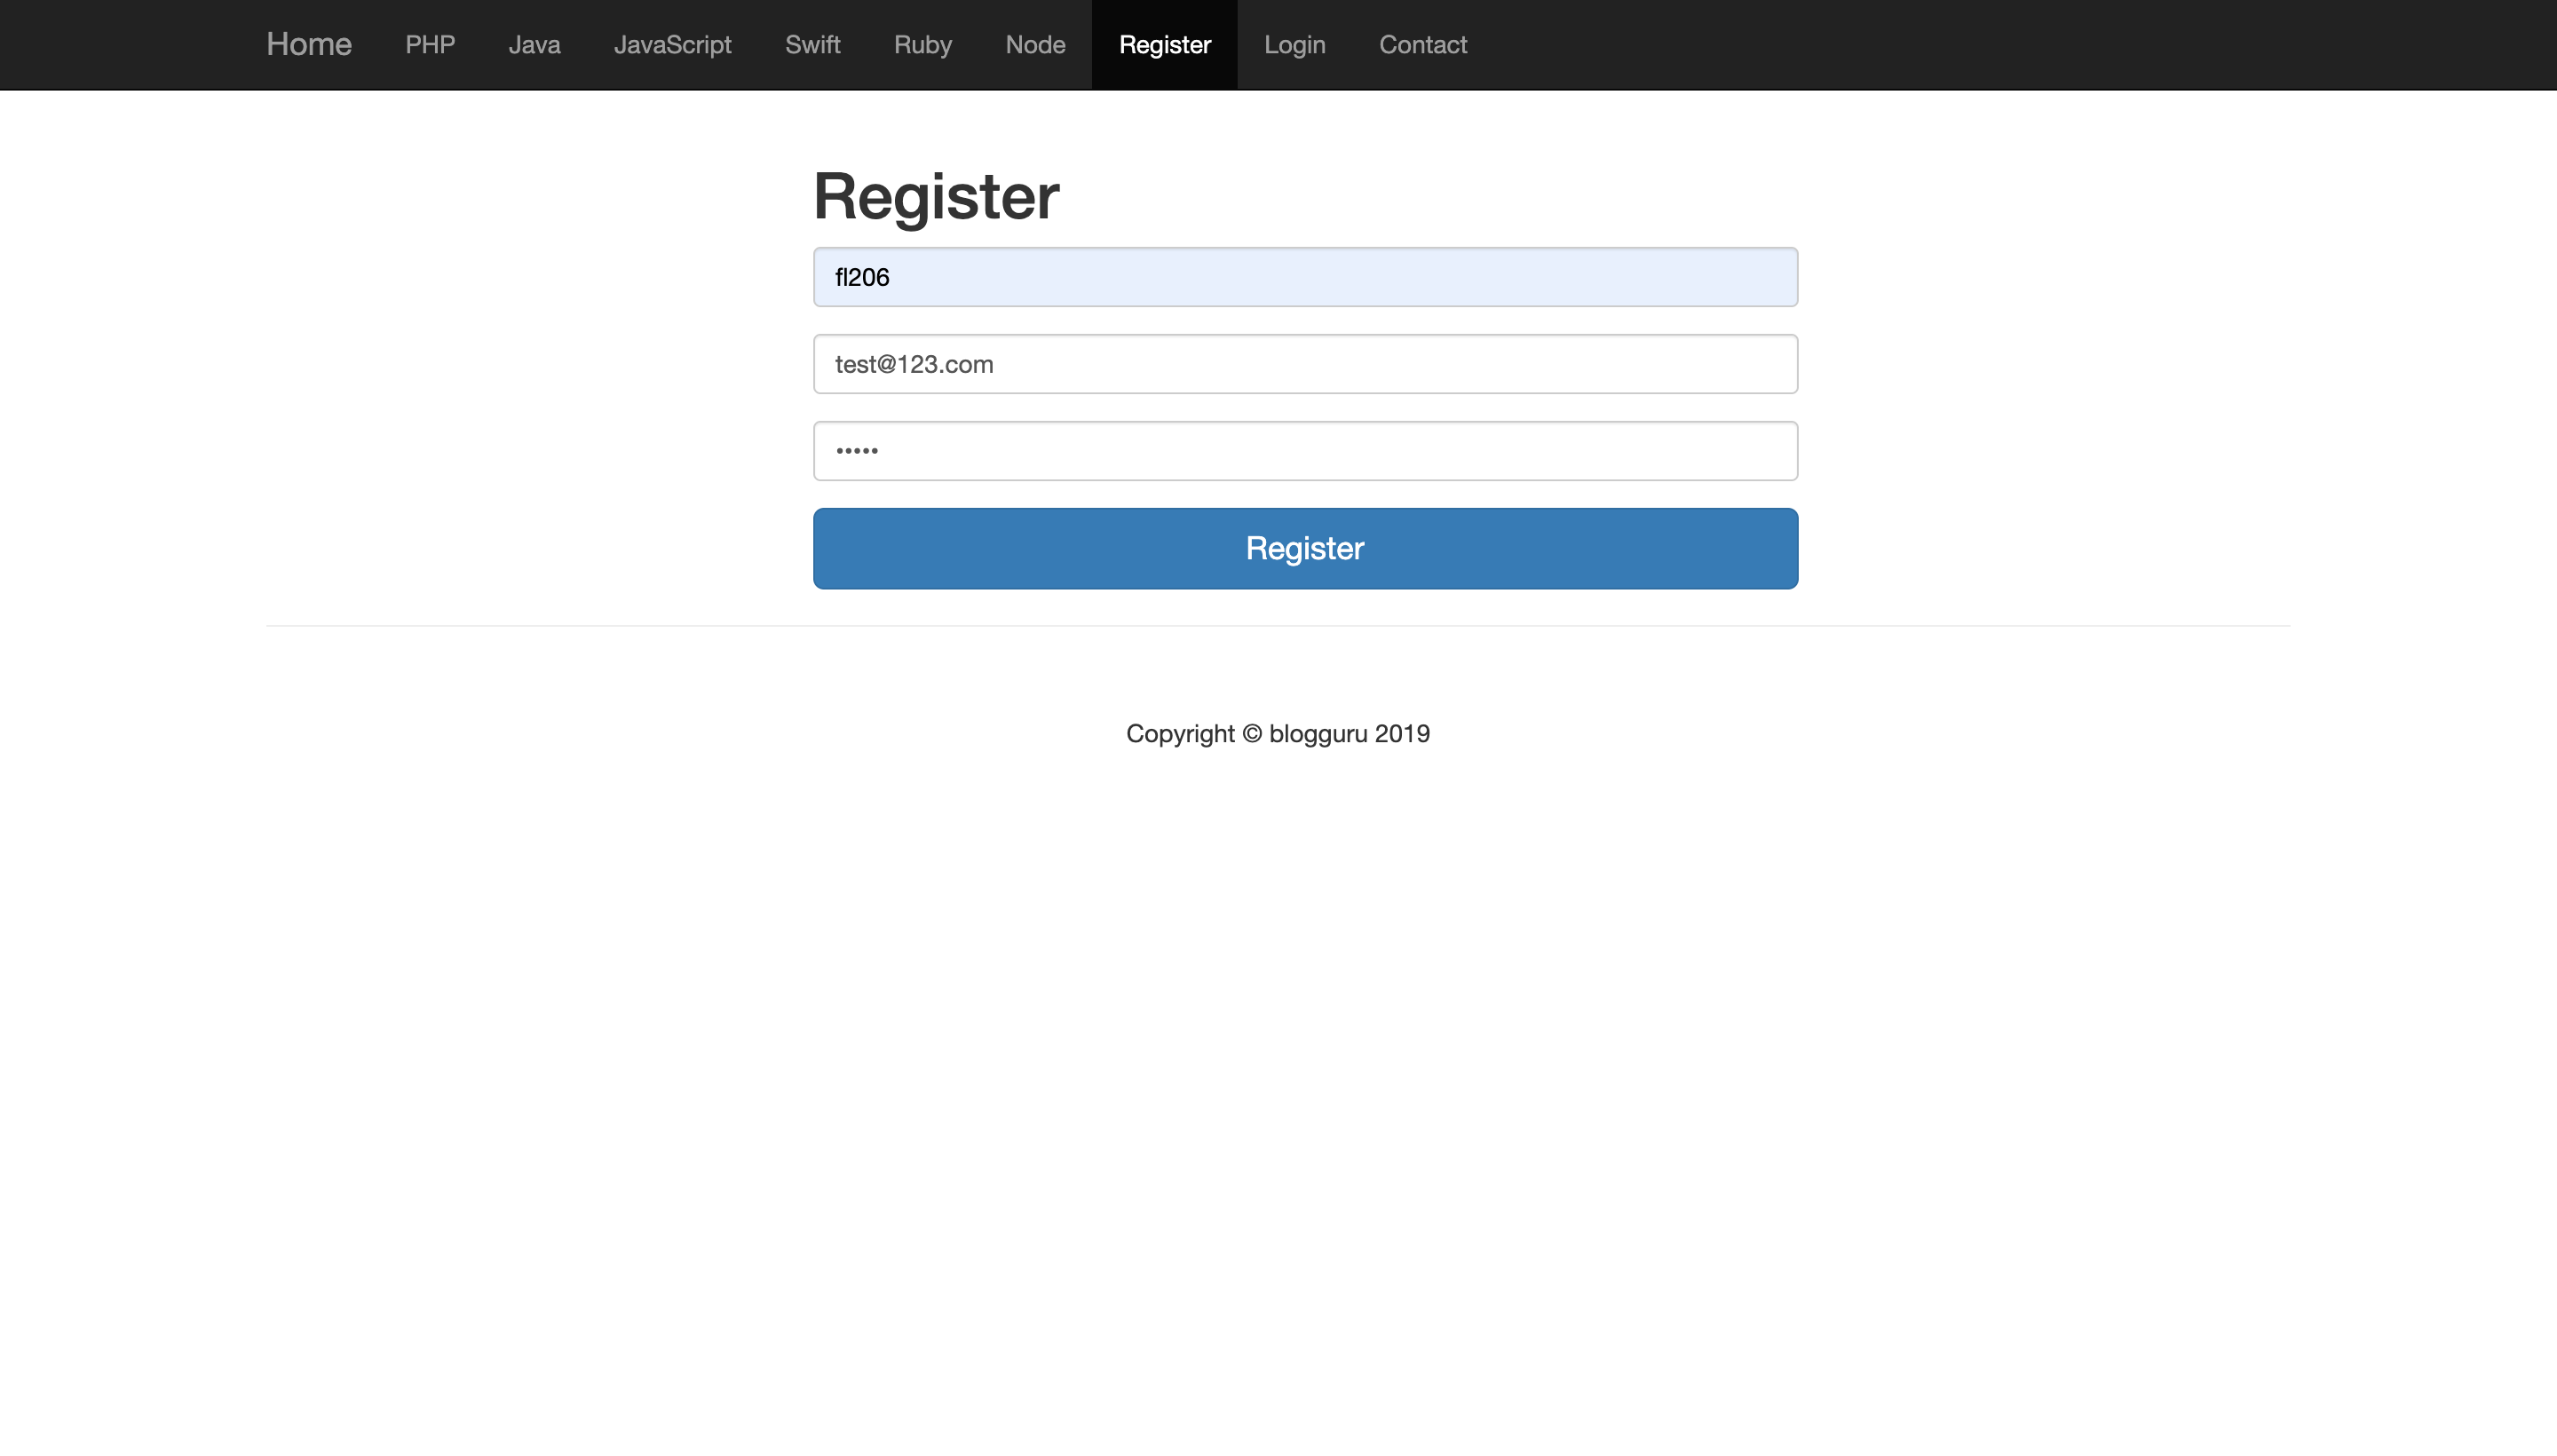 Home PHP Java JavaScript Swift Ruby Node Register Login Contact
Register
fl206
test@123.com
•••••
Register
Copyright © blogguru 2019